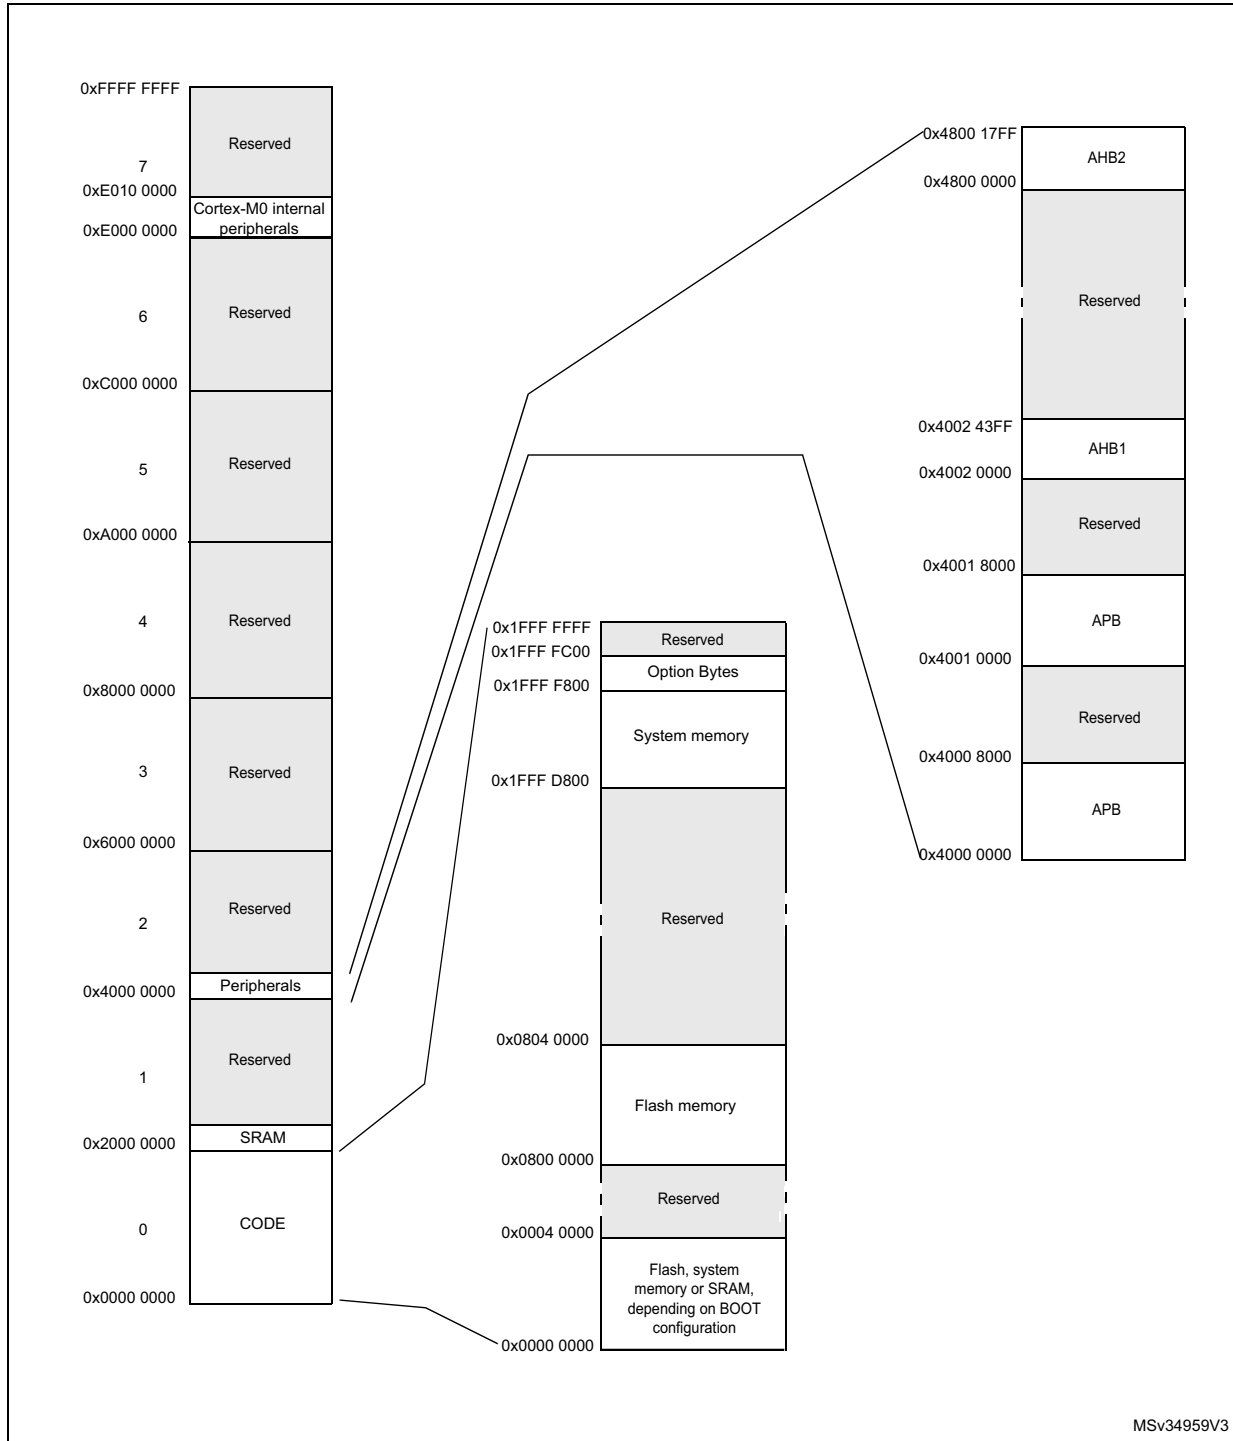 0xFFFF FFFF
Reserved
7
0xE010 0000
Cortex-M0 internal
peripherals
0xE000 0000
Reserved
6
0xC000 0000
Reserved
5
0xA000 0000
Reserved
4
0x8000 0000
Reserved
3
0x6000 0000
Reserved
2
Peripherals
0x4000 0000
Reserved
1
SRAM
0x2000 0000
CODE
0
0x0000 0000
0x1FFF FFFF
Reserved
0x1FFF FC00
Option Bytes
0x1FFF F800
System memory
0x1FFF D800
Reserved
0x0804 0000
Flash memory
0x0800 0000
Reserved
0x0004 0000
Flash, system
memory or SRAM,
depending on BOOT
configuration
0x0000 0000
0x4800 17FF
AHB2
0x4800 0000
Reserved
0x4002 43FF
AHB1
0x4002 0000
Reserved
0x4001 8000
APB
0x4001 0000
Reserved
0x4000 8000
APB
0x4000 0000
MSv34959V3